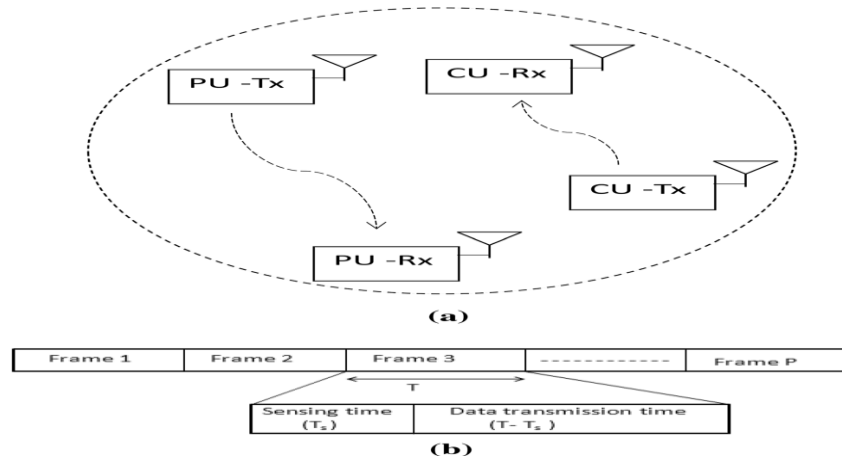 PU -Tx
CU -Rx
CU -Tx
PU -Rx
(a)
Frame 1 Frame 2 Frame 3 ------------- Frame P
T
Sensing time Data transmission time
(Ts) (T- Ts )
(b)